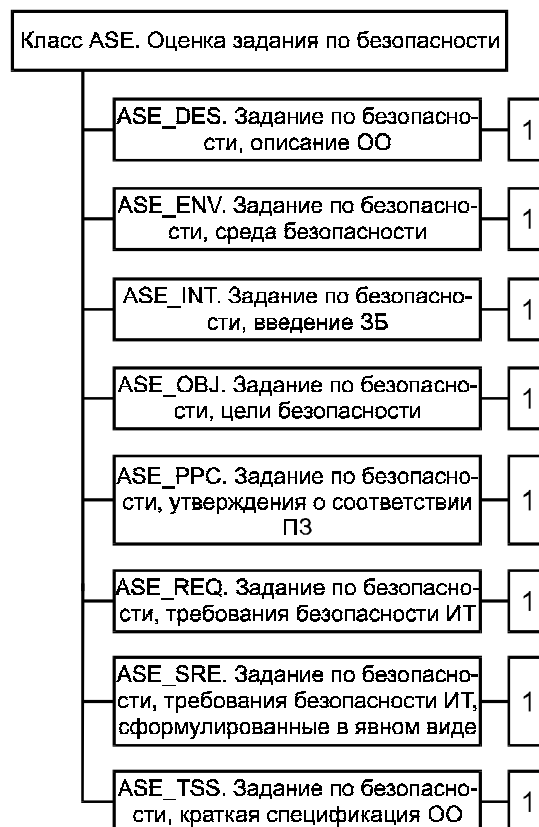 Класс ASE. Оценка задания по безопасности
ASE_DES. Задание по безопасно-
сти, описание ОО
1
ASE_ENV. Задание по безопасно-
сти, среда безопасности
1
ASE_INT. Задание по безопасно-
сти, введение ЗБ
1
ASE_OBJ. Задание по безопасно-
сти, цели безопасности
1
ASE_PPC. Задание по безопасно-
сти, утверждения о соответствии
ПЗ
1
ASE_REQ. Задание по безопасно-
сти, требования безопасности ИТ
1
ASE_SRE. Задание по безопасно-
сти, требования безопасности ИТ,
сформулированные в явном виде
1
ASE_TSS. Задание по безопасно-
сти, краткая спецификация ОО
1